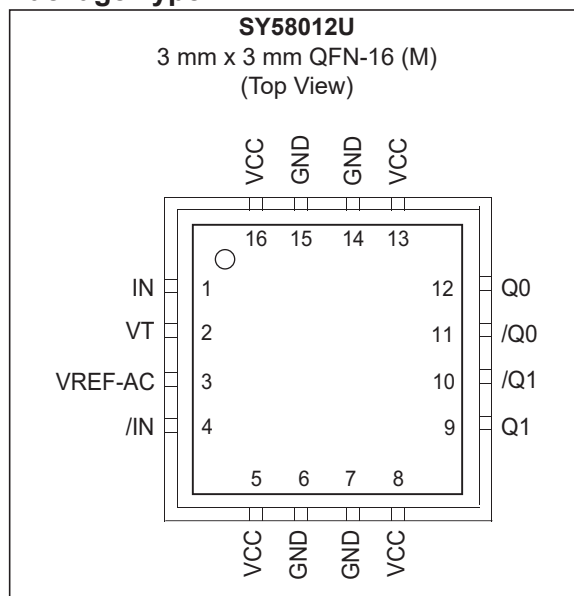 SY58012U
3 mm x 3 mm QFN-16 (M)
(Top View)
VCC GND GND VCC
16 15 14 13
IN 1 12 Q0
VT 2 11 /Q0
VREF-AC 3 10 /Q1
/IN 4 9 Q1
5 6 7 8
VCC GND GND VCC